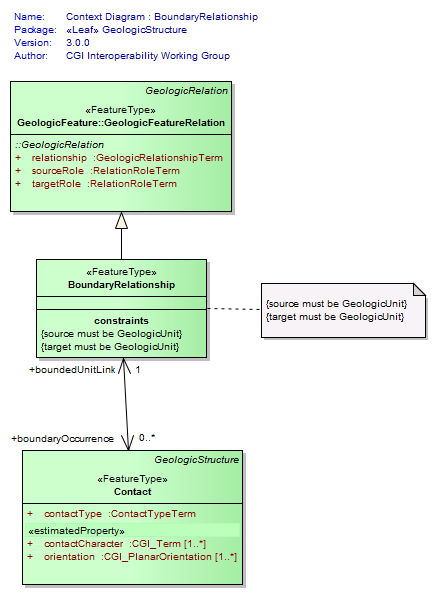 Name: Context Diagram : BoundaryRelationship
Package: «Leaf» GeologicStructure
Version: 3.0.0
Author: CGI Interoperability Working Group
GeologicRelation
«FeatureType»
GeologicFeature::GeologicFeatureRelation
::GeologicRelation
+ relationship :GeologicRelationshipTerm
+ sourceRole :RelationRoleTerm
+ targetRole :RelationRoleTerm
«FeatureType»
BoundaryRelationship
constraints
{source must be GeologicUnit}
{target must be GeologicUnit}
{source must be GeologicUnit}
{target must be GeologicUnit}
+boundedUnitLink 1
+boundaryOccurrence 0..*
GeologicStructure
«FeatureType»
Contact
+ contactType :ContactTypeTerm
«estimatedProperty»
+ contactCharacter :CGI_Term [1..*]
+ orientation :CGI_PlanarOrientation [1..*]